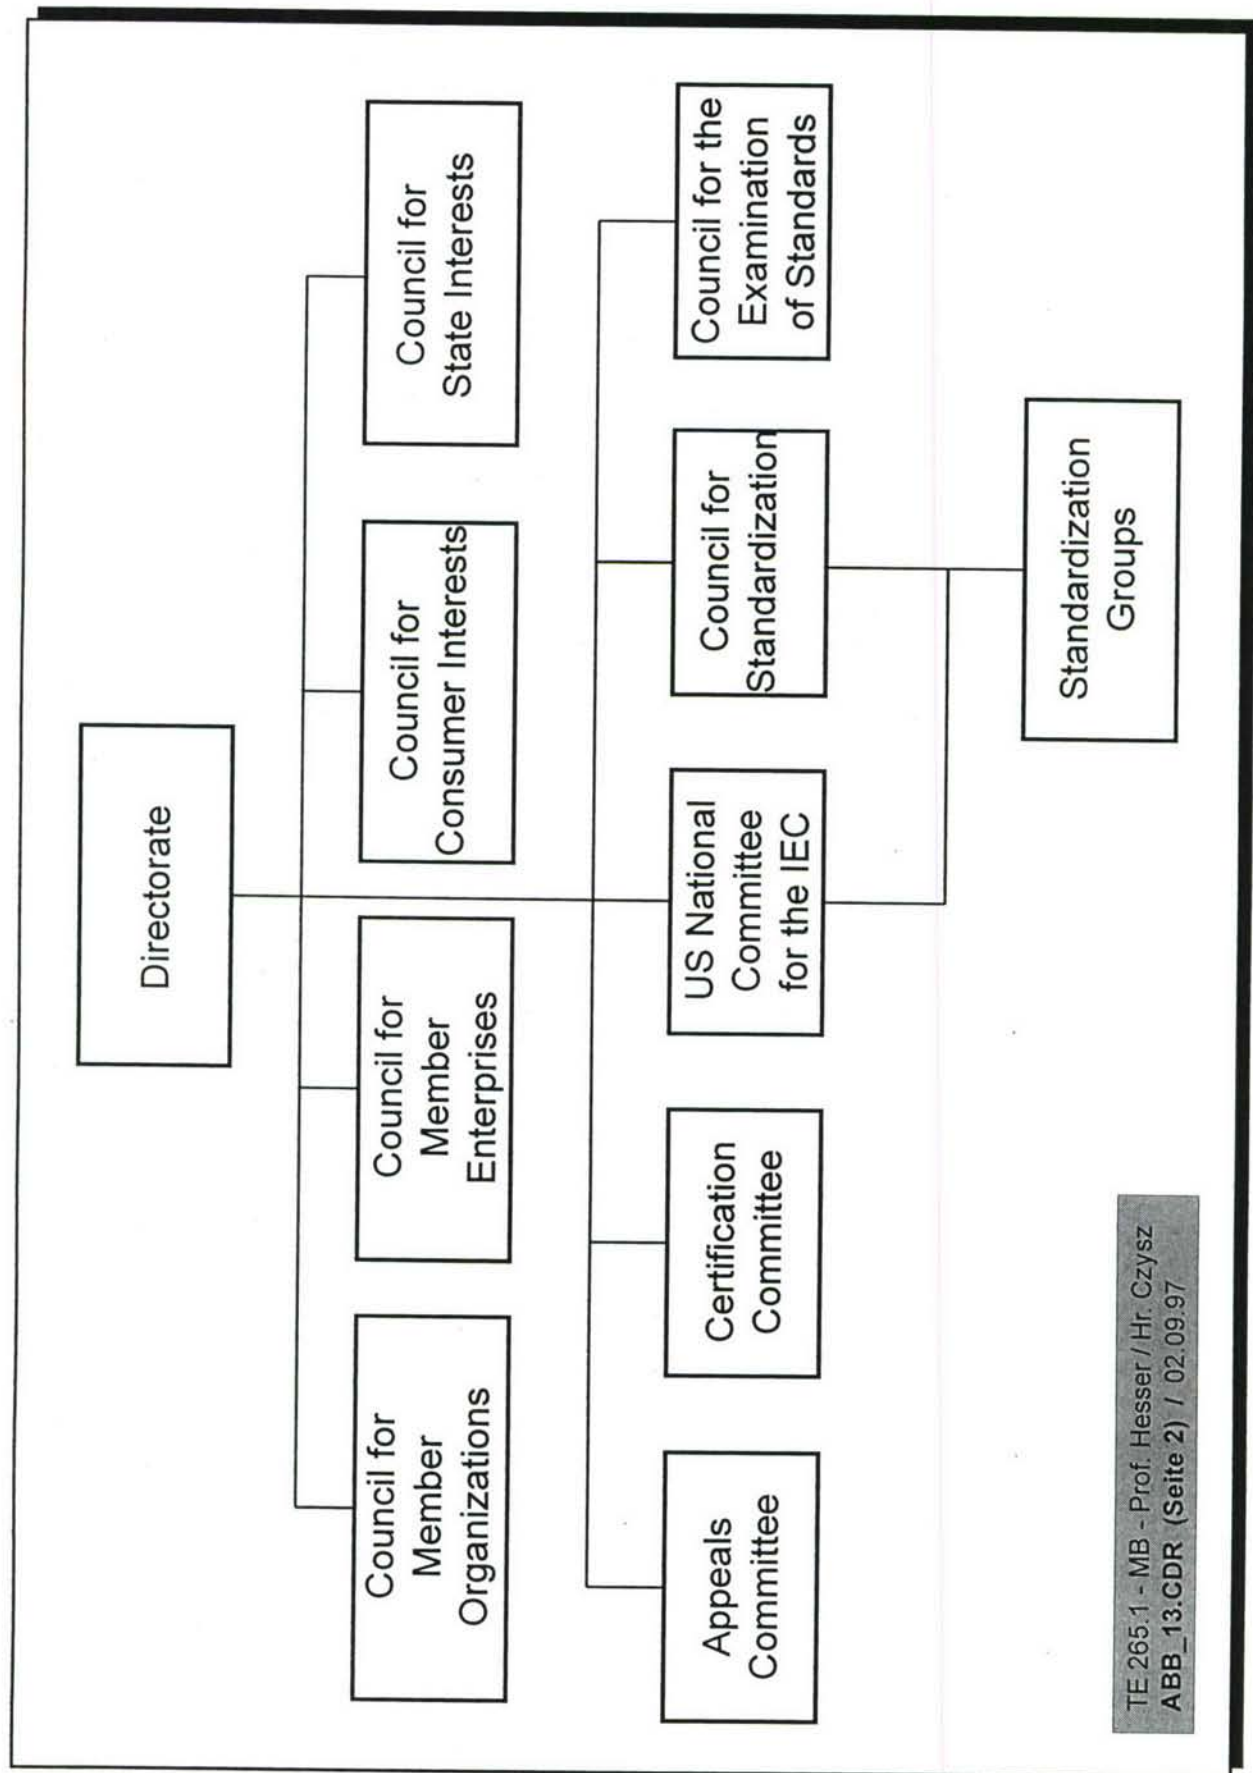 Directorate
Council for
Member
Organizations
Council for
Member
Enterprises
Council for
Consumer Interests
Council for
State Interests
Appeals
Committee
Certification
Committee
US National
Committee
for the IEC
Council for
Standardization
Council for the
Examination
of Standards
Standardization
Groups
TE 265.1 - MB - Prof. Hesser / Hr. Czysz
ABB_13.CDR (Seite 2) / 02.09.97